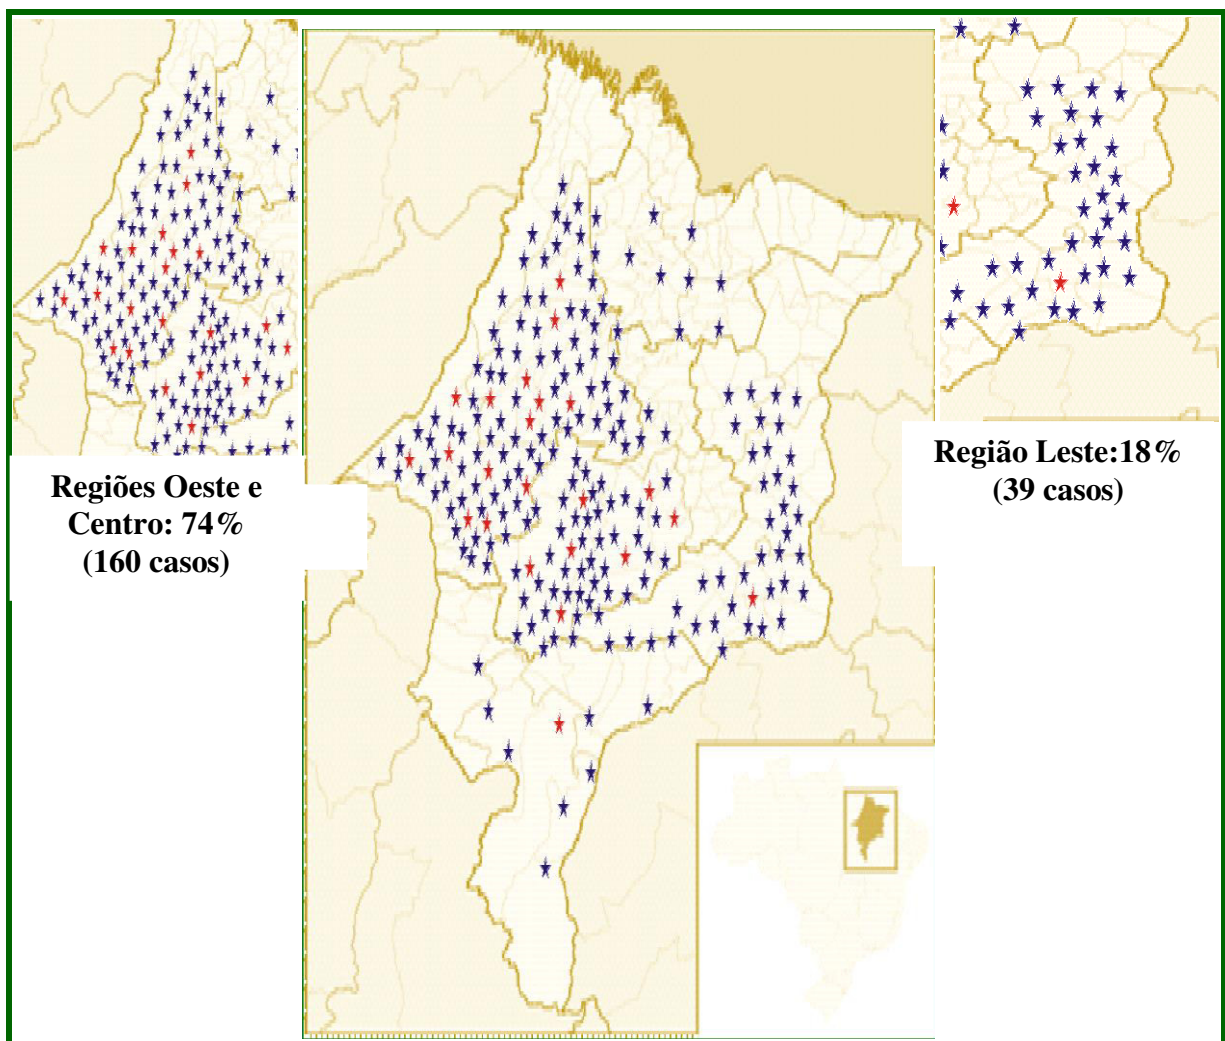 Regiões Oeste e
Centro: 74%
(160 casos)
Região Leste:18%
(39 casos)